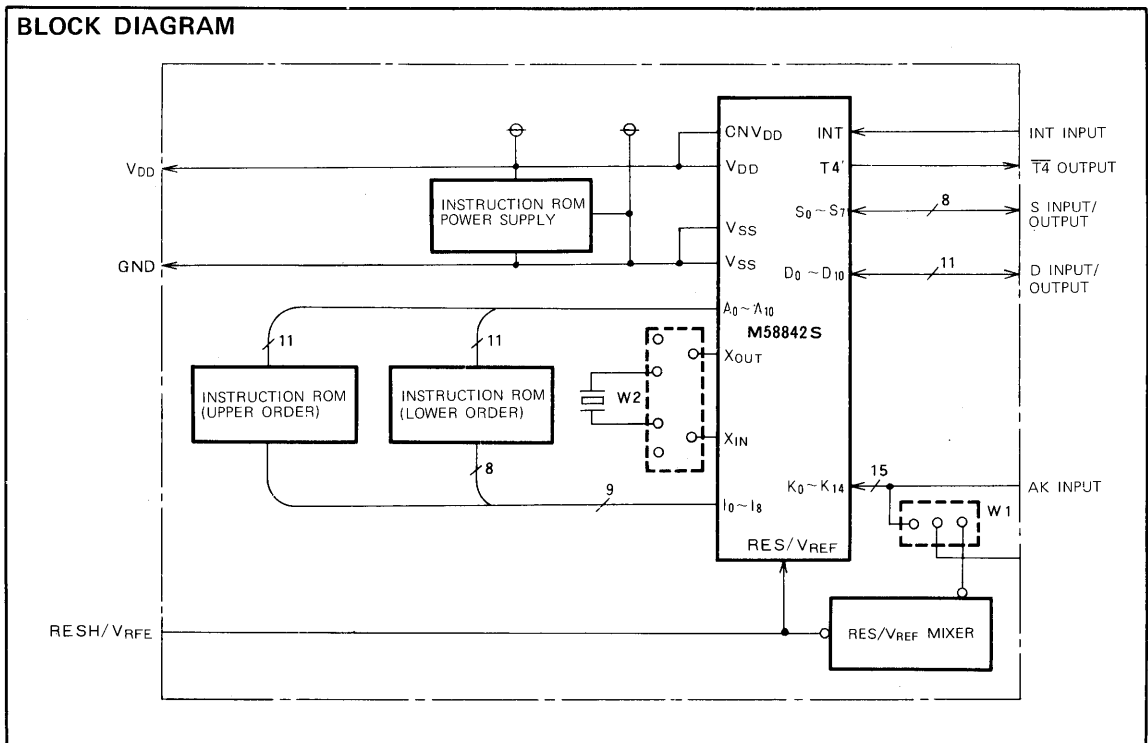 BLOCK DIAGRAM
CNVDD
INT
INT INPUT
VDD
VDD
T4'
T4 OUTPUT
INSTRUCTION ROM
POWER SUPPLY
S0~S7
8
S INPUT/
OUTPUT
VSS
GND
VSS
D0~D10
11
D INPUT/
OUTPUT
A0~A10
M58842S
11
11
XOUT
INSTRUCTION ROM
(UPPER ORDER)
INSTRUCTION ROM
(LOWER ORDER)
W2
XIN
8
9
I0~I8
K0~K14
15
AK INPUT
W1
RES/VREF
RESH/VRFE
RES/VREF MIXER